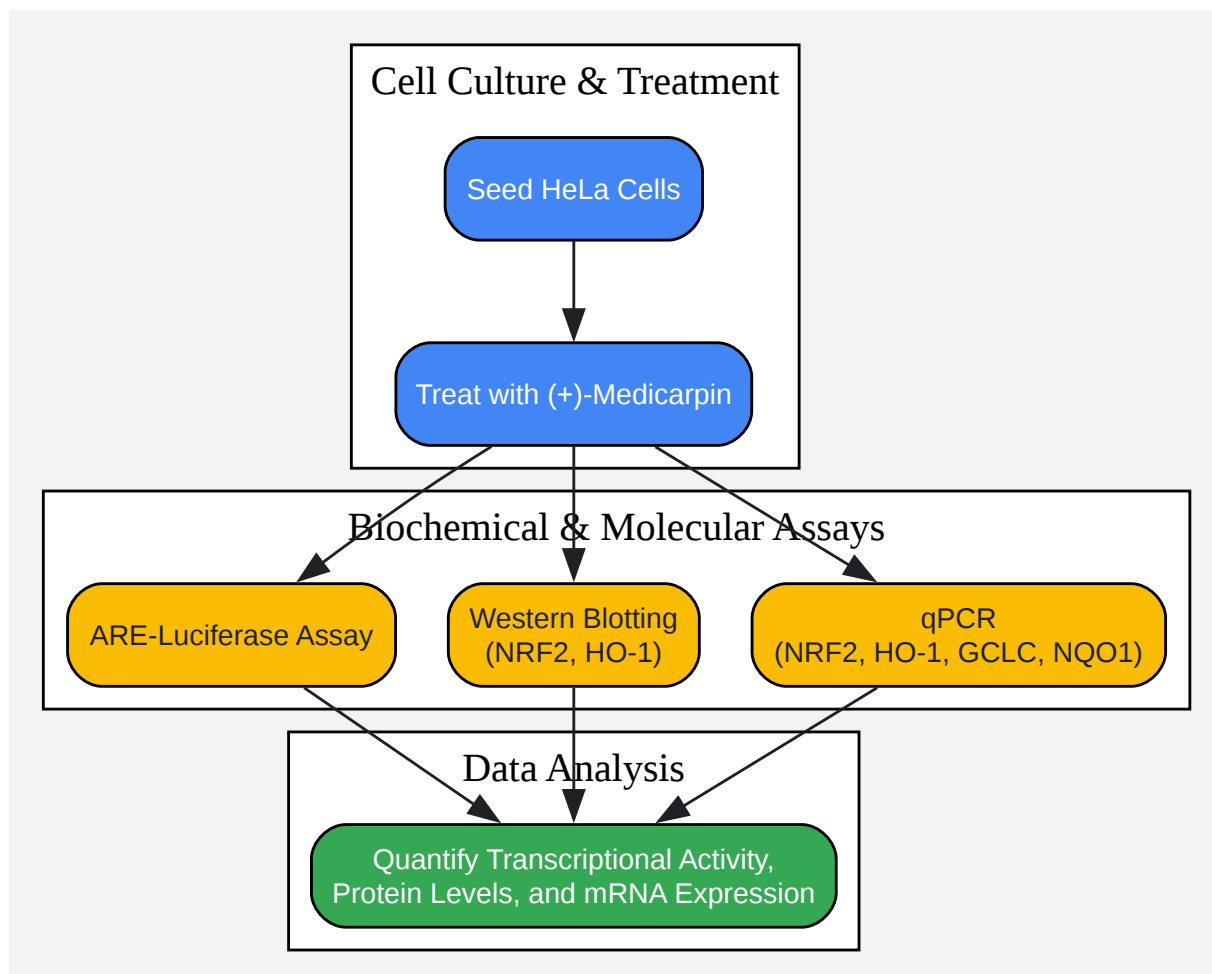 Cell Culture & Treatment
Seed HeLa Cells
Treat with (+)-Medicarpin
Biochemical & Molecular Assays
ARE-Luciferase Assay
Western Blotting
(NRF2, HO-1)
qPCR
(NRF2, HO-1, GCLC, NQO1)
Data Analysis
Quantify Transcriptional Activity,
Protein Levels, and mRNA Expression